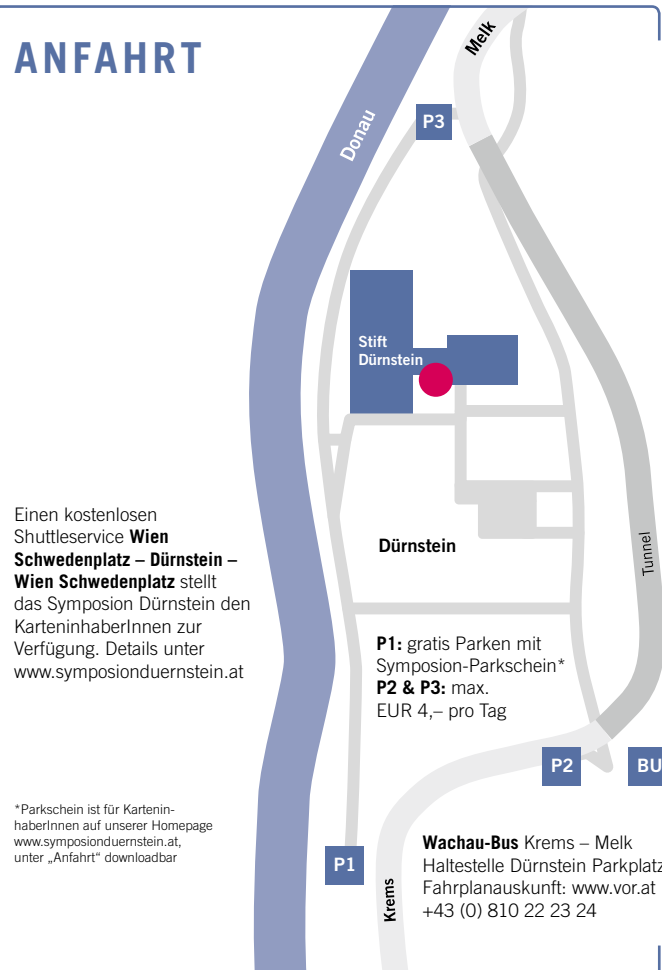 ANFAHRT
Melk
Donau
P3
Stift
Dürnstein
Einen kostenlosen
Shuttleservice Wien
Schwedenplatz – Dürnstein –
Wien Schwedenplatz stellt
das Symposion Dürnstein den
KarteninhaberInnen zur
Verfügung. Details unter
www.symposionduernstein.at
Dürnstein
Tunnel
P1: gratis Parken mit
Symposion-Parkschein*
P2 & P3: max.
EUR 4,– pro Tag
P2
BU
*Parkschein ist für Kartenin-
haberInnen auf unserer Homepage
www.symposionduernstein.at,
unter „Anfahrt“ downloadbar
P1
Krems
Wachau-Bus Krems – Melk
Haltestelle Dürnstein Parkplatz
Fahrplanauskunft: www.vor.at
+43 (0) 810 22 23 24